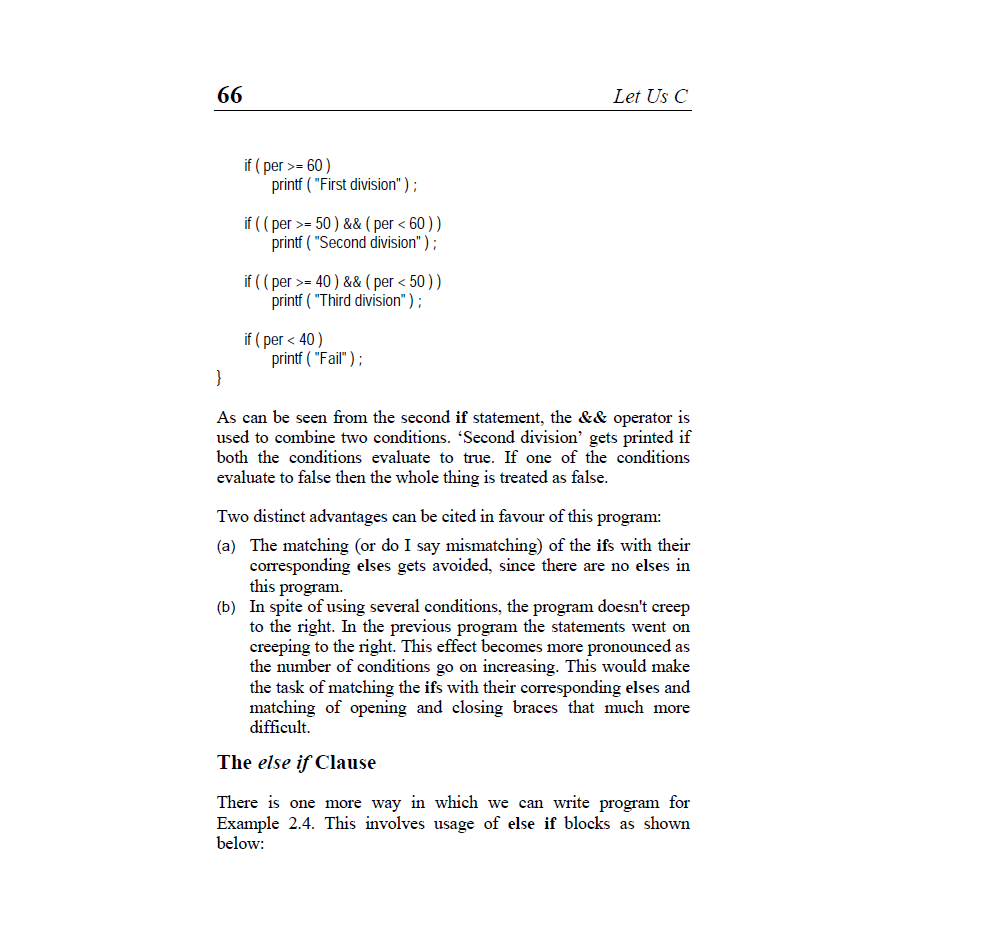 66 Let Us C
if ( per >= 60 )
printf ( "First division" ) ;
if ( ( per >= 50 ) && ( per < 60 ) )
printf ( "Second division" ) ;
if ( ( per >= 40 ) && ( per < 50 ) )
printf ( "Third division" ) ;
if ( per < 40 )
printf ( "Fail" ) ;
}
As can be seen from the second if statement, the && operator is
used to combine two conditions. ‘Second division’ gets printed if
both the conditions evaluate to true. If one of the conditions
evaluate to false then the whole thing is treated as false.
Two distinct advantages can be cited in favour of this program:
(a) The matching (or do I say mismatching) of the ifs with their
corresponding elses gets avoided, since there are no elses in
this program.
(b) In spite of using several conditions, the program doesn't creep
to the right. In the previous program the statements went on
creeping to the right. This effect becomes more pronounced as
the number of conditions go on increasing. This would make
the task of matching the ifs with their corresponding elses and
matching of opening and closing braces that much more
difficult.
The else if Clause
There is one more way in which we can write program for
Example 2.4. This involves usage of else if blocks as shown
below: